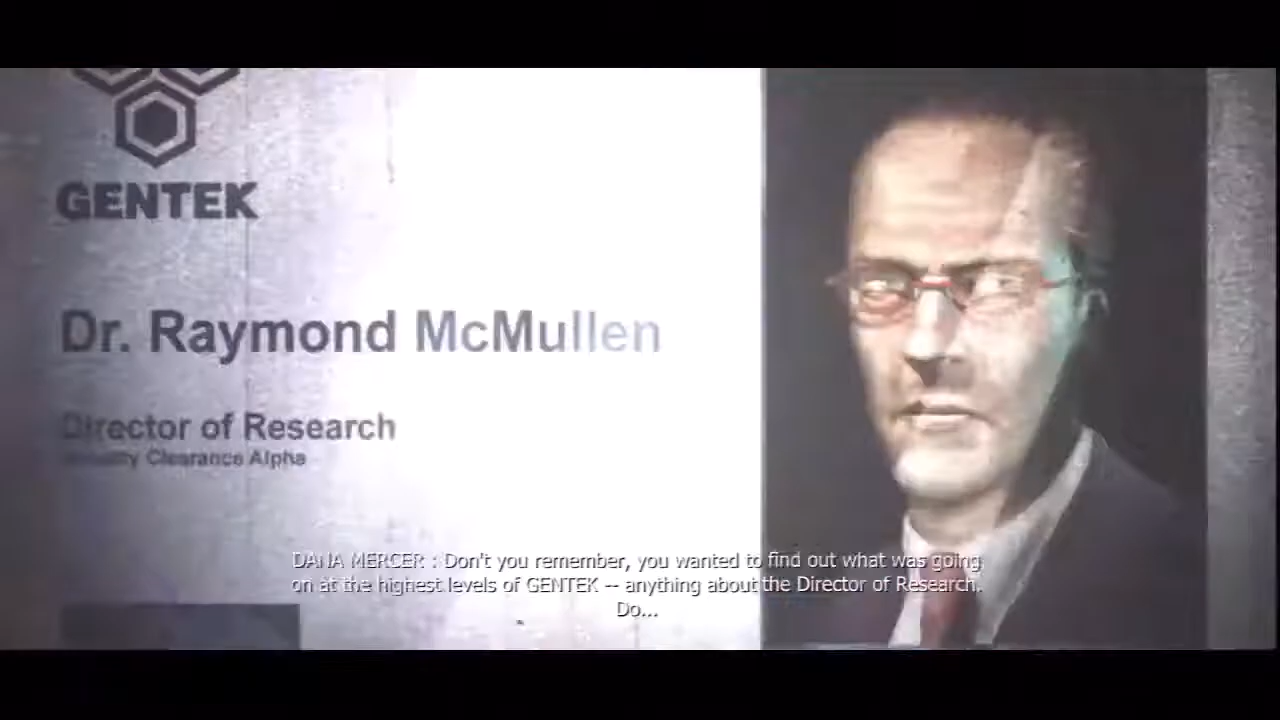 GENTEK
Dr. Raymond McMullen
Director of Research
Security Clearance Alpha
DANA MERCER : Don't you remember, you wanted to find out what was going
on at the highest levels of GENTEK -- anything about the Director of Research.
Do...